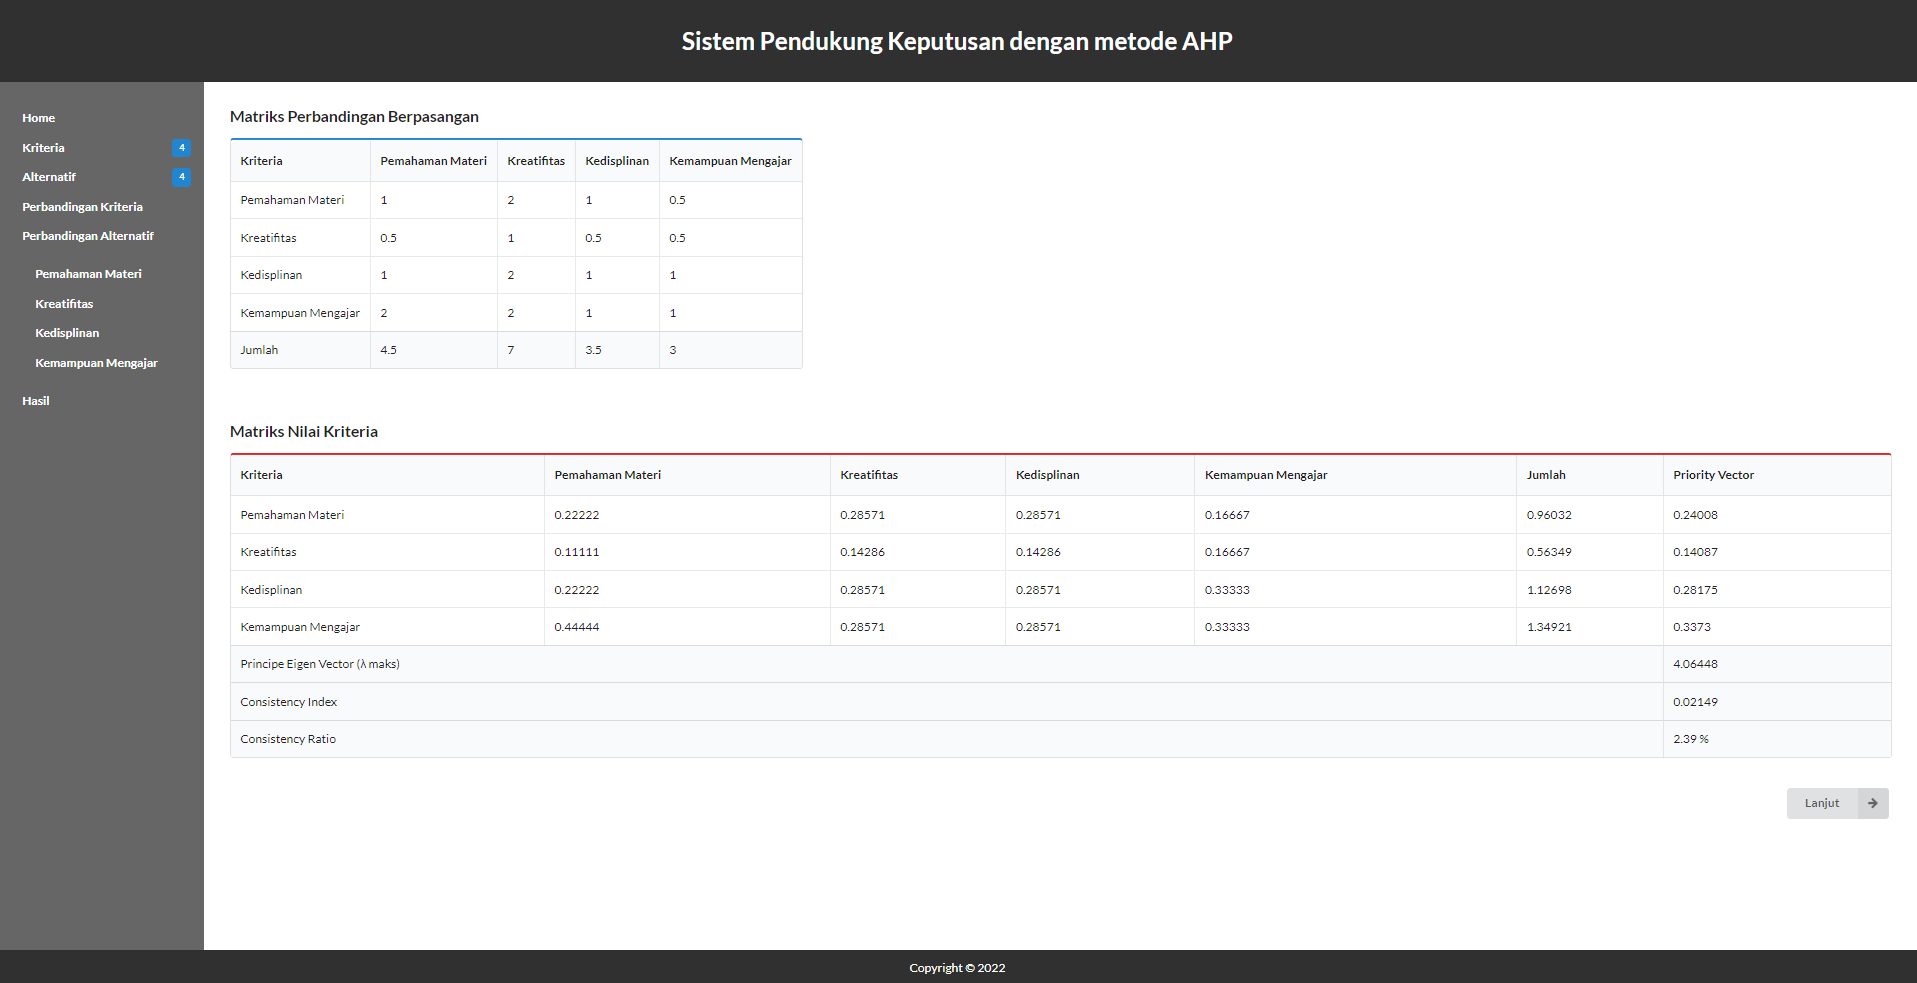 Sistem Pendukung Keputusan dengan metode AHP
Home
Kriteria 4
Alternatif 4
Perbandingan Kriteria
Perbandingan Alternatif
Pemahaman Materi
Kreatifitas
Kedisplinan
Kemampuan Mengajar
Hasil
Matriks Perbandingan Berpasangan
Kriteria Pemahaman Materi Kreatifitas Kedisplinan Kemampuan Mengajar
Pemahaman Materi 1 2 1 0.5
Kreatifitas 0.5 1 0.5 0.5
Kedisplinan 1 2 1 1
Kemampuan Mengajar 2 2 1 1
Jumlah 4.5 7 3.5 3
Matriks Nilai Kriteria
Kriteria Pemahaman Materi Kreatifitas Kedisplinan Kemampuan Mengajar Jumlah Priority Vector
Pemahaman Materi 0.22222 0.28571 0.28571 0.16667 0.96032 0.24008
Kreatifitas 0.11111 0.14286 0.14286 0.16667 0.56349 0.14087
Kedisplinan 0.22222 0.28571 0.28571 0.33333 1.12698 0.28175
Kemampuan Mengajar 0.44444 0.28571 0.28571 0.33333 1.34921 0.3373
Principe Eigen Vector (λ maks) 4.06448
Consistency Index 0.02149
Consistency Ratio 2.39 %
Lanjut
Copyright © 2022